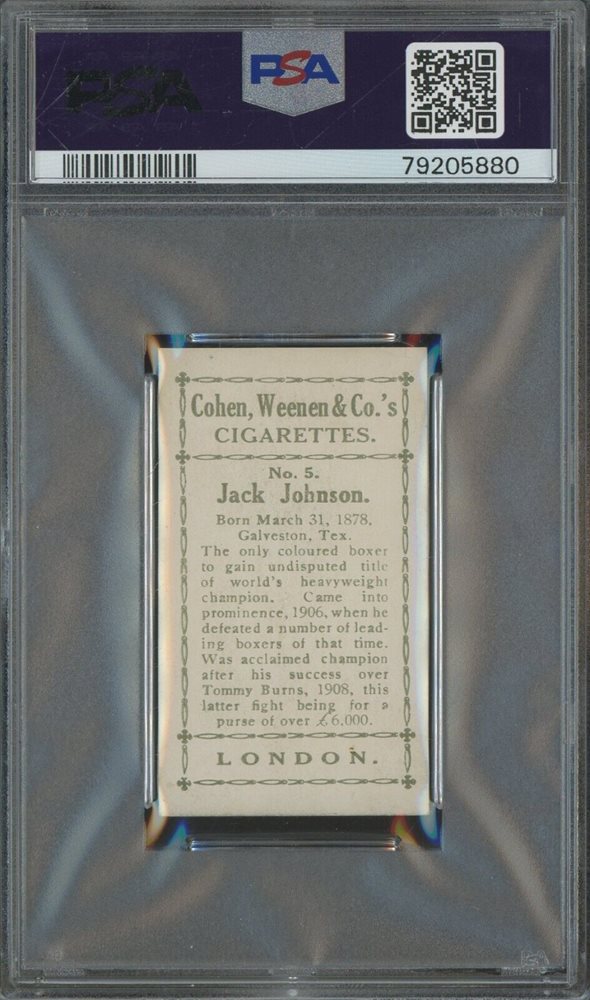 PSA
PSA
79205880
Cohen, Weenen & Co.'s
CIGARETTES.
No. 5.
Jack Johnson.
Born March 31, 1878.
Galveston, Tex.
The only coloured boxer
to gain undisputed title
of world's heavyweight
champion. Came into
prominence, 1906, when he
defeated a number of lead-
ing boxers of that time.
Was acclaimed champion
after his success over
Tommy Burns, 1908, this
latter fight being for a
purse of over £6,000.
LONDON.
PSA